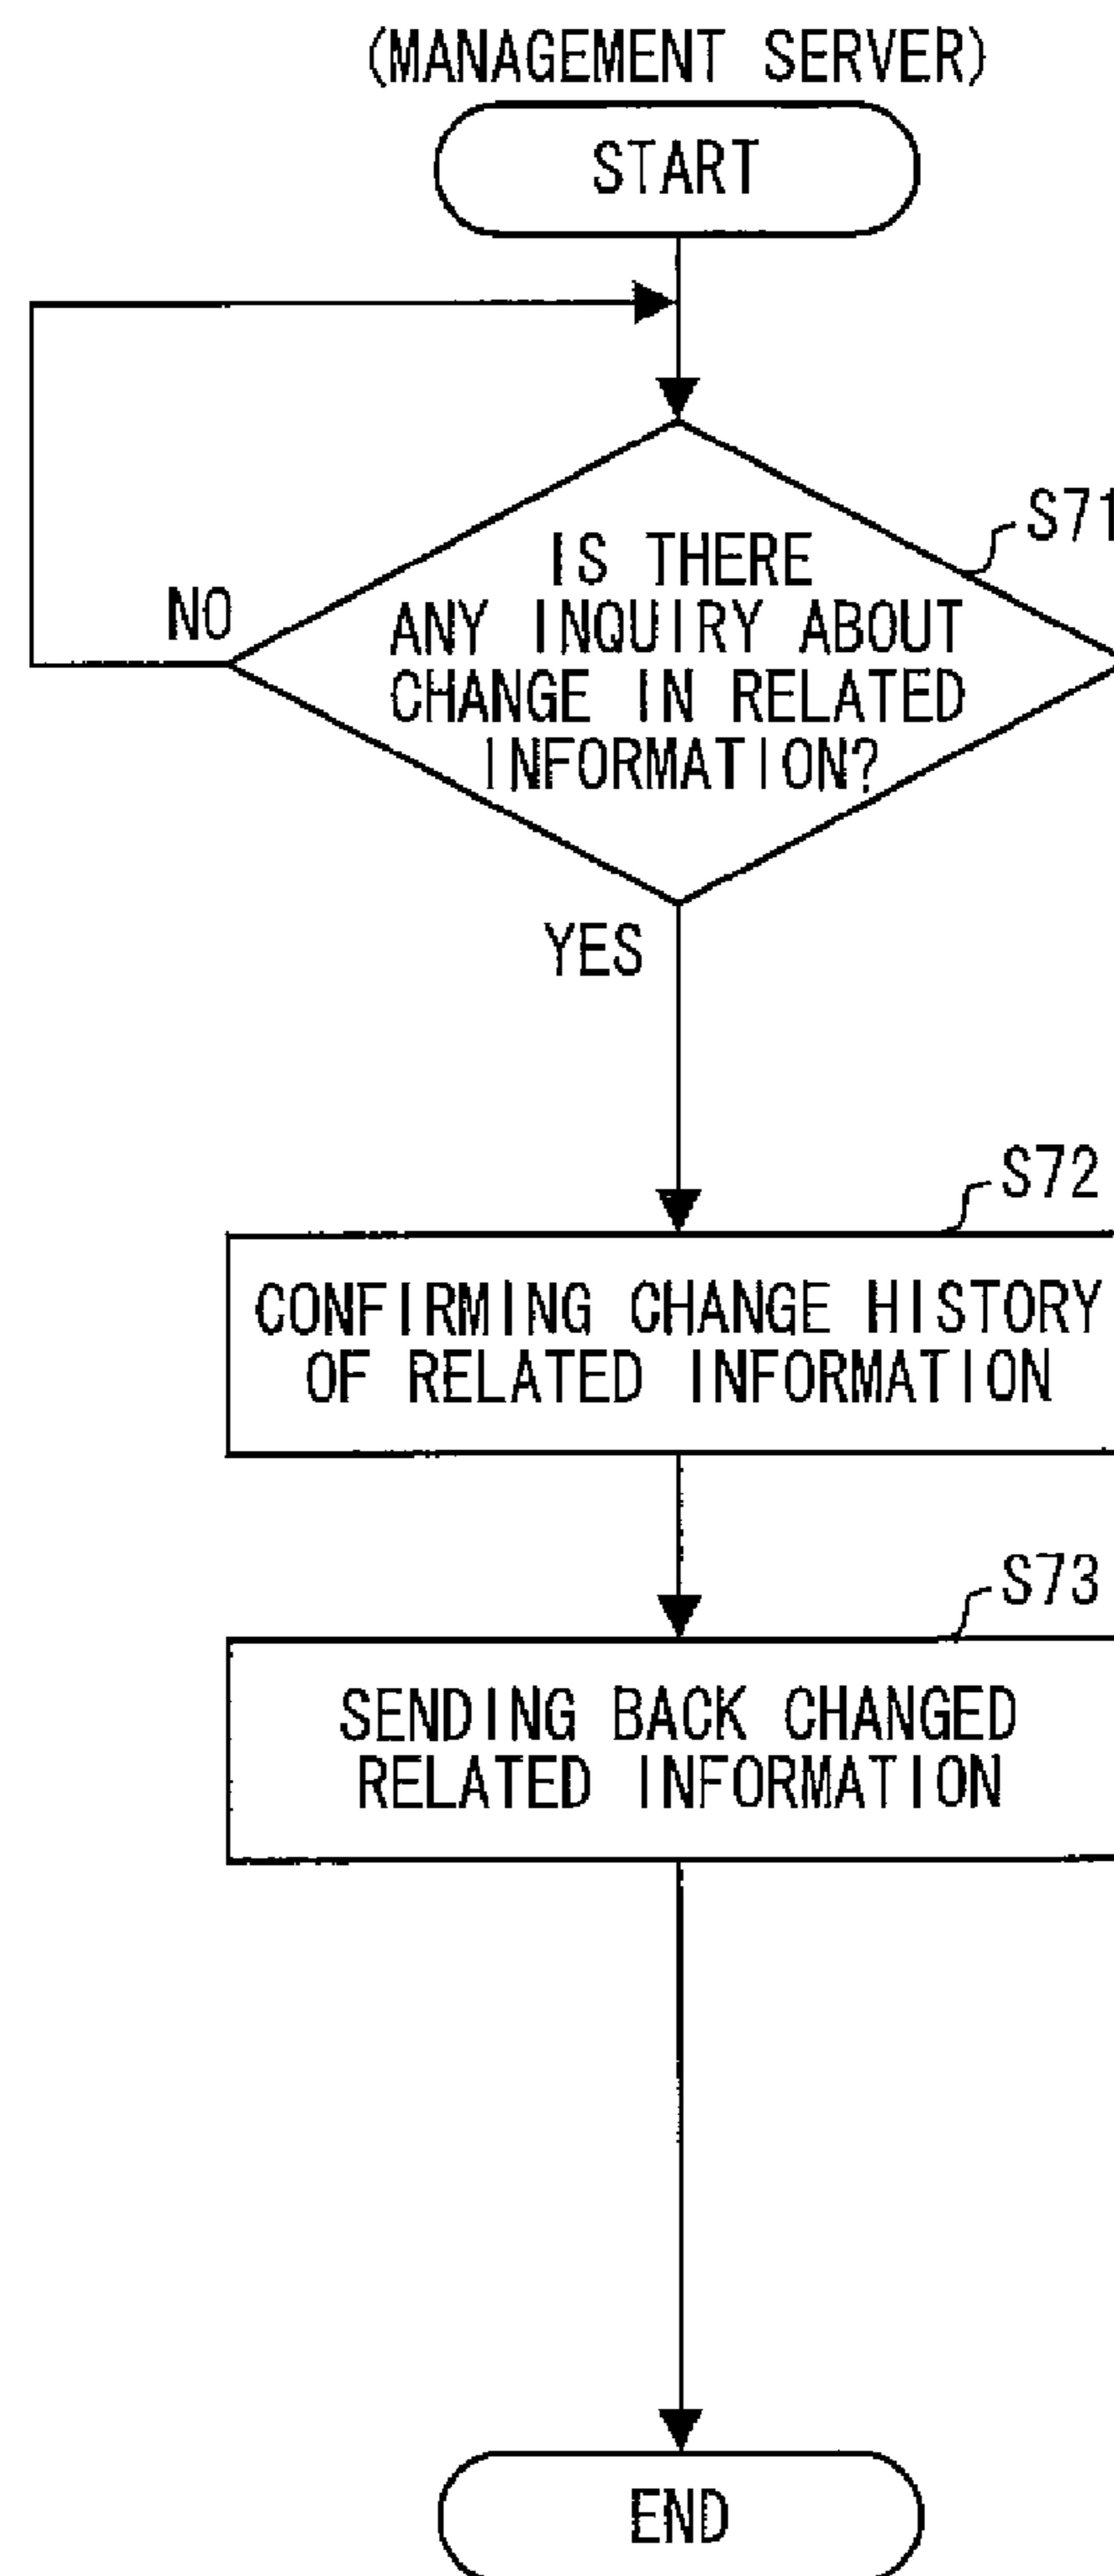 (MANAGEMENT SERVER)
START
S71
IS THERE
ANY INQUIRY ABOUT
CHANGE IN RELATED
INFORMATION?
NO
YES
S72
CONFIRMING CHANGE HISTORY
OF RELATED INFORMATION
S73
SENDING BACK CHANGED
RELATED INFORMATION
END